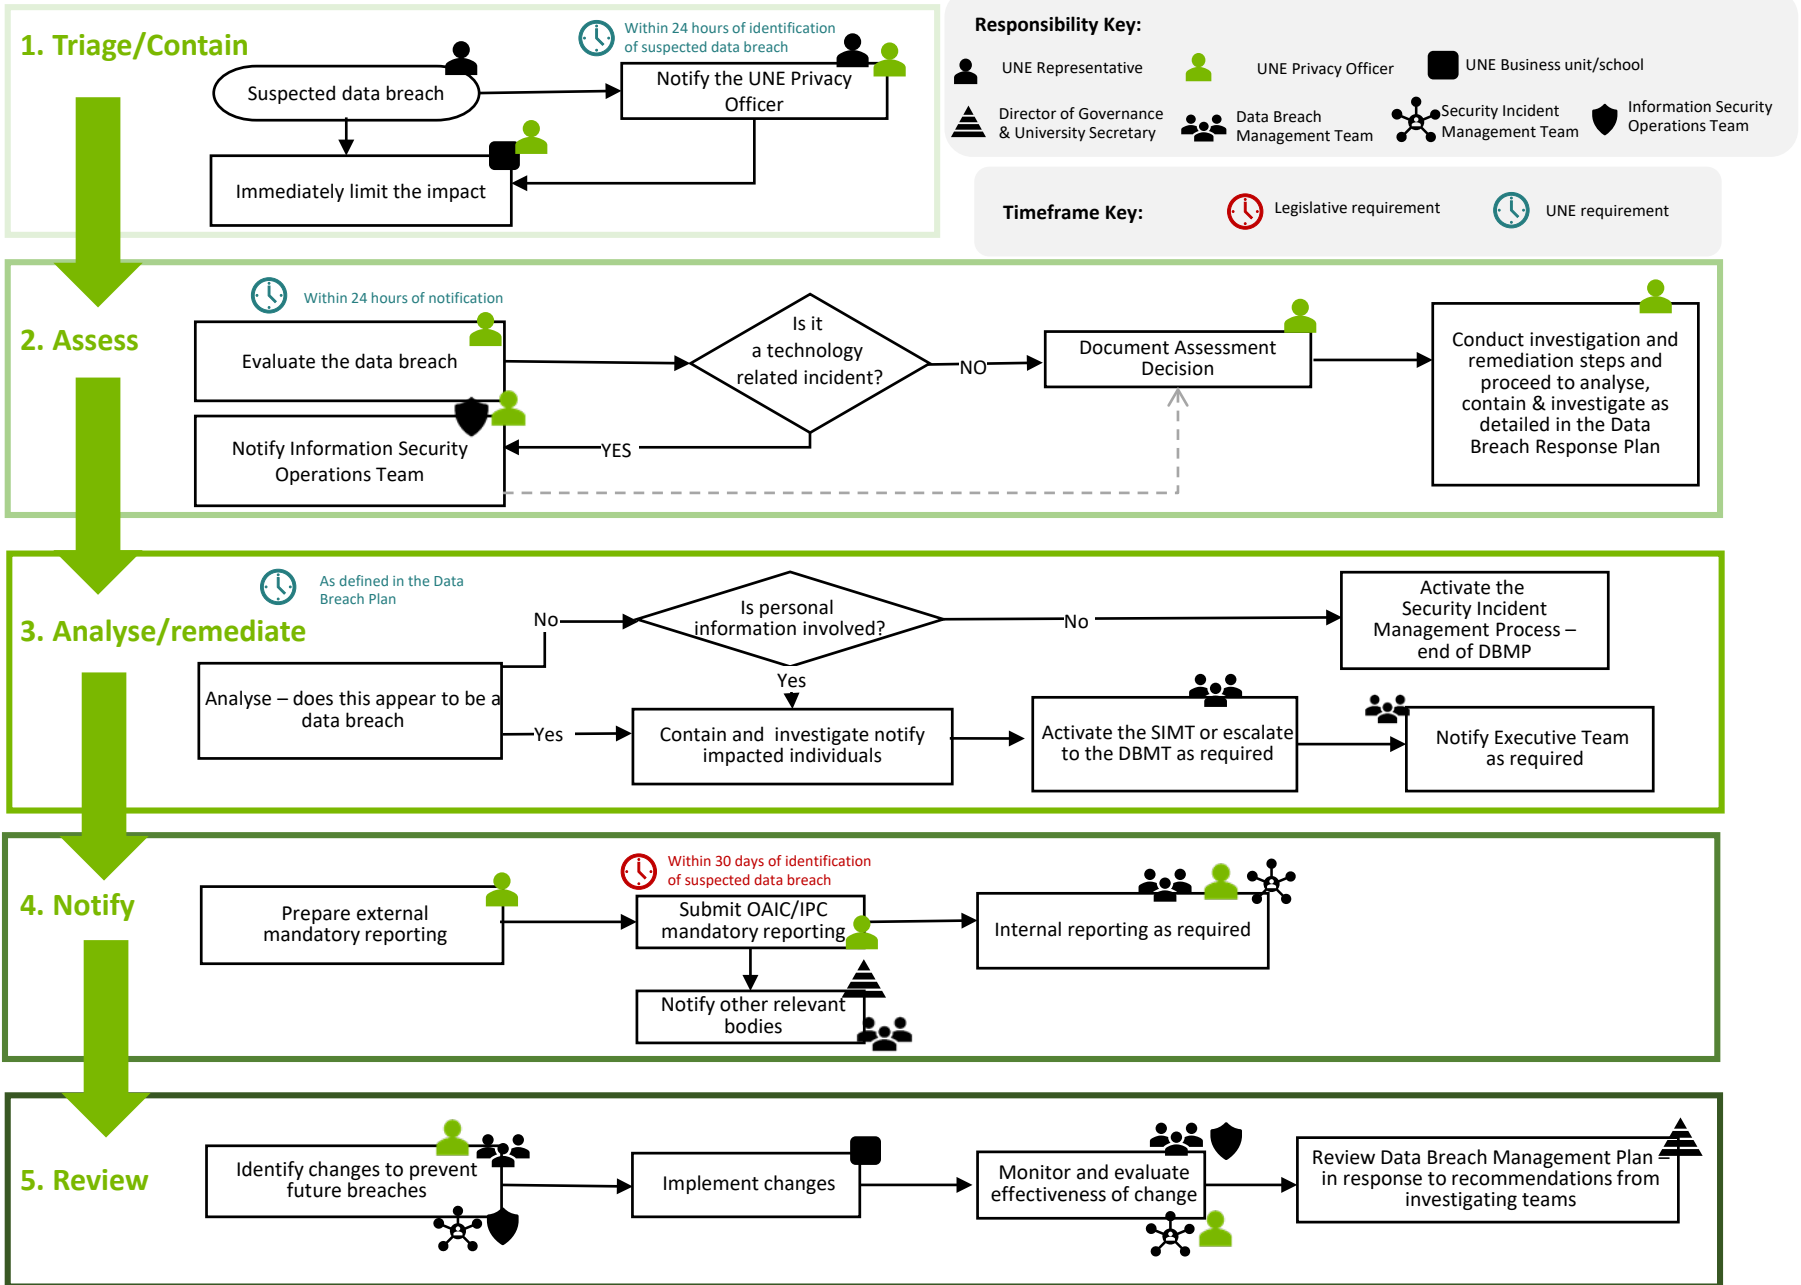 1. Triage/Contain
Within 24 hours of identification
of suspected data breach
Suspected data breach
Notify the UNE Privacy
Officer
Immediately limit the impact
Responsibility Key:
UNE Representative
UNE Privacy Officer
UNE Business unit/school
Director of Governance
& University Secretary
Data Breach
Management Team
Security Incident
Management Team
Information Security
Operations Team
Timeframe Key:
Legislative requirement
UNE requirement
2. Assess
Within 24 hours of notification
Evaluate the data breach
Is it
a technology
related incident?
NO
Document Assessment
Decision
Conduct investigation and
remediation steps and
proceed to analyse,
contain & investigate as
detailed in the Data
Breach Response Plan
YES
Notify Information Security
Operations Team
3. Analyse/remediate
As defined in the Data
Breach Plan
Analyse – does this appear to be a
data breach
No
Is personal
information involved?
No
Activate the
Security Incident
Management Process –
end of DBMP
Yes
Yes
Contain and  investigate notify
impacted individuals
Activate the SIMT or escalate
to the DBMT as required
Notify Executive Team
as required
4. Notify
Prepare external
mandatory reporting
Within 30 days of identification
of suspected data breach
Submit OAIC/IPC
mandatory reporting
Internal reporting as required
Notify other relevant
bodies
5. Review
Identify changes to prevent
future breaches
Implement changes
Monitor and evaluate
effectiveness of change
Review Data Breach Management Plan –
in response to recommendations from
investigating teams